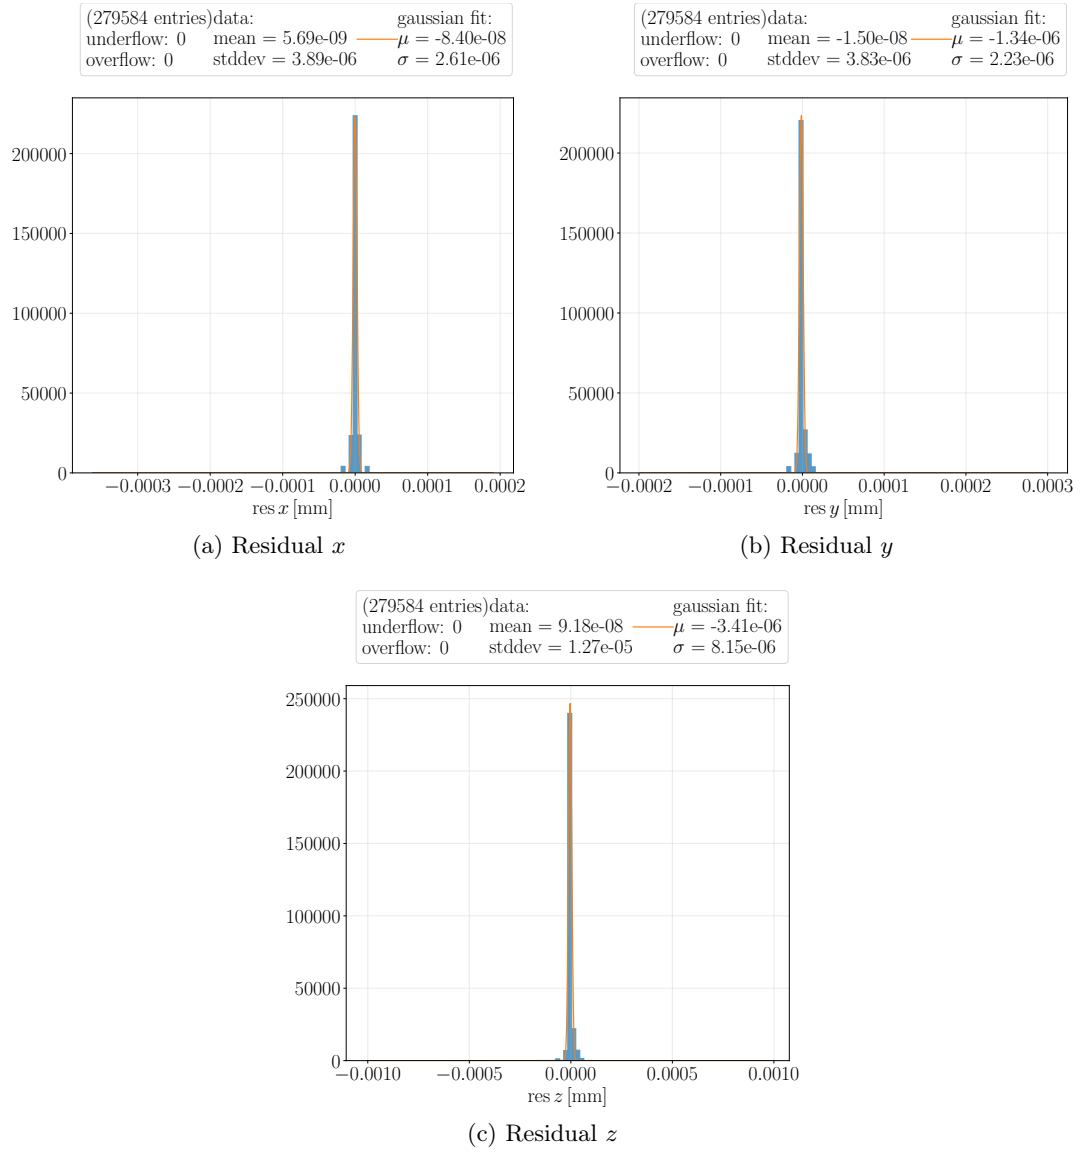 (279584 entries) data: gaussian fit:
underflow: 0 mean = 5.69e-09 μ = -8.40e-08
overflow: 0 stddev = 3.89e-06 σ = 2.61e-06
200000
150000
100000
50000
0
−0.0003 −0.0002 −0.0001 0.0000 0.0001 0.0002
res x [mm]
(a) Residual x
(279584 entries) data: gaussian fit:
underflow: 0 mean = -1.50e-08 μ = -1.34e-06
overflow: 0 stddev = 3.83e-06 σ = 2.23e-06
200000
150000
100000
50000
0
−0.0002 −0.0001 0.0000 0.0001 0.0002 0.0003
res y [mm]
(b) Residual y
(279584 entries) data: gaussian fit:
underflow: 0 mean = 9.18e-08 μ = -3.41e-06
overflow: 0 stddev = 1.27e-05 σ = 8.15e-06
250000
200000
150000
100000
50000
0
−0.0010 −0.0005 0.0000 0.0005 0.0010
res z [mm]
(c) Residual z